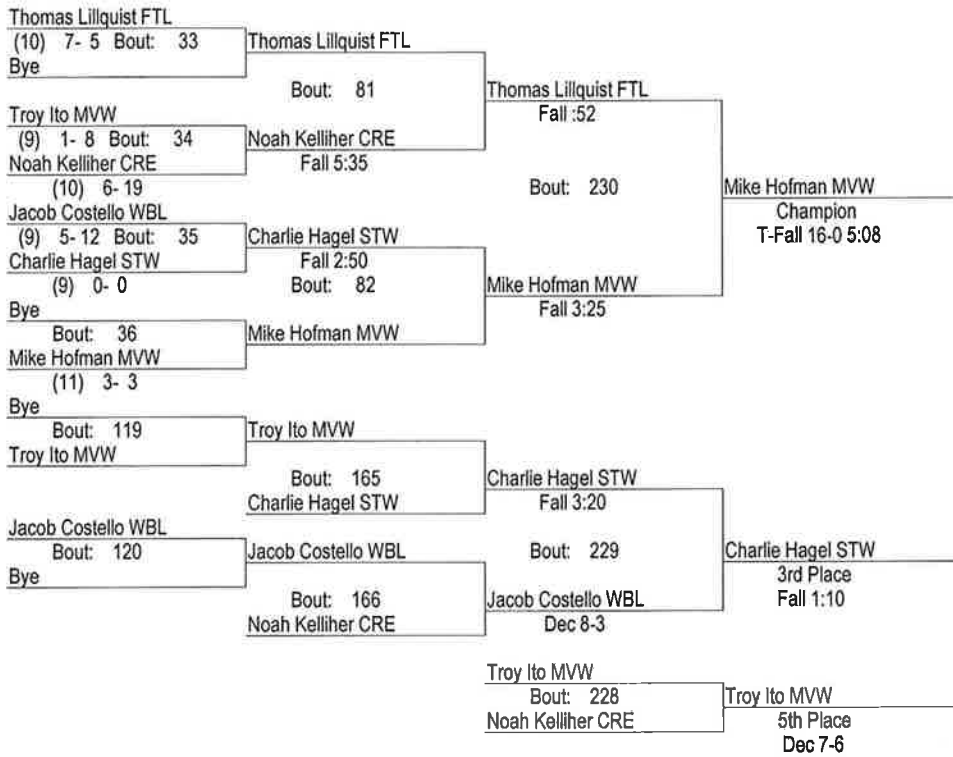 Thomas Lillquist FTL
(10) 7- 5 Bout: 33
Bye
Thomas Lillquist FTL
Bout: 81
Troy Ito MVW
(9) 1- 8 Bout: 34
Noah Kelliher CRE
(10) 6- 19
Noah Kelliher CRE
Fall 5:35
Thomas Lillquist FTL
Fall :52
Bout: 230
Jacob Costello WBL
(9) 5- 12 Bout: 35
Charlie Hagel STW
(9) 0- 0
Charlie Hagel STW
Fall 2:50
Bout: 82
Bye
Bout: 36
Mike Hofman MVW
(11) 3- 3
Mike Hofman MVW
Mike Hofman MVW
Fall 3:25
Mike Hofman MVW
Champion
T-Fall 16-0 5:08
Bye
Bout: 119
Troy Ito MVW
Troy Ito MVW
Bout: 165
Charlie Hagel STW
Charlie Hagel STW
Fall 3:20
Bout: 229
Jacob Costello WBL
Bout: 120
Bye
Jacob Costello WBL
Bout: 166
Noah Kelliher CRE
Jacob Costello WBL
Dec 8-3
Charlie Hagel STW
3rd Place
Fall 1:10
Troy Ito MVW
Bout: 228
Noah Kelliher CRE
Troy Ito MVW
5th Place
Dec 7-6